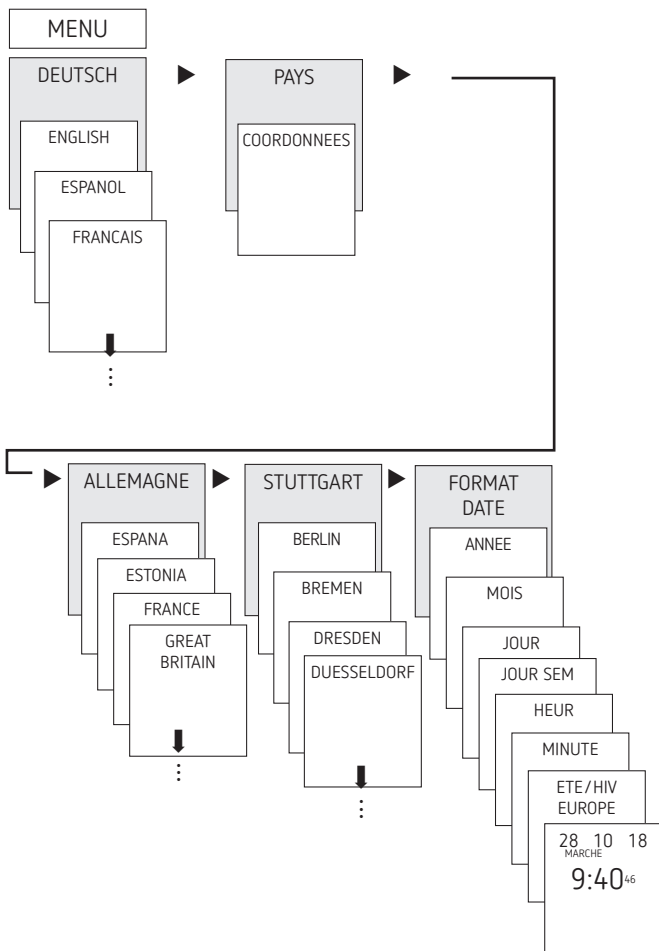 MENU
DEUTSCH
ENGLISH
ESPANOL
FRANCAIS
PAYS
COORDONNEES
ALLEMAGNE
ESPANA
ESTONIA
FRANCE
GREAT
BRITAIN
STUTTGART
BERLIN
BREMEN
DRESDEN
DUESSELDORF
FORMAT
DATE
ANNEE
MOIS
JOUR
JOUR SEM
HEUR
MINUTE
ETE/HIV
EUROPE
28 10 18
MARCHE
9:40 46